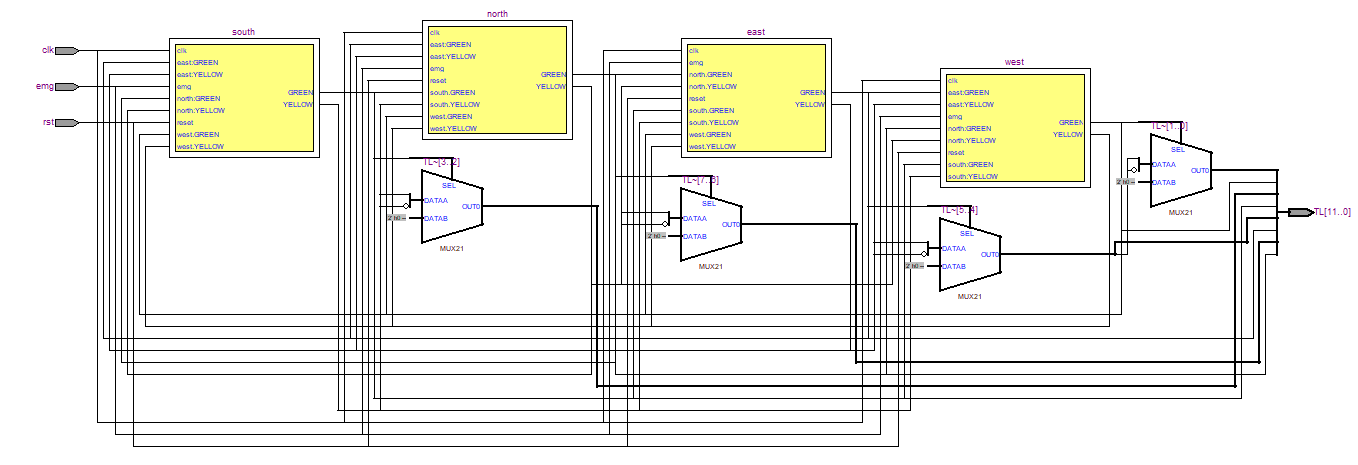 north
south
east
west
clk
emg
rst
clk
east:GREEN
east:YELLOW
emg
north:GREEN
north:YELLOW
reset
west:GREEN
west:YELLOW
GREEN
YELLOW
clk
east:GREEN
east:YELLOW
emg
reset
south:GREEN
south:YELLOW
west:GREEN
west:YELLOW
GREEN
YELLOW
clk
emg
north:GREEN
north:YELLOW
reset
south:GREEN
south:YELLOW
west:GREEN
west:YELLOW
GREEN
YELLOW
clk
east:GREEN
east:YELLOW
emg
north:GREEN
north:YELLOW
reset
south:GREEN
south:YELLOW
GREEN
YELLOW
TL~[3..2]
SEL
DATAA
DATAB
OUT0
2' h0 --
MUX21
SEL
DATAA
DATAB
OUT0
2' h0 --
MUX21
TL~[5..4]
SEL
DATAA
DATAB
OUT0
2' h0 --
MUX21
TL~[1..0]
SEL
DATAA
DATAB
OUT0
2' h0 --
MUX21
TL[11..0]